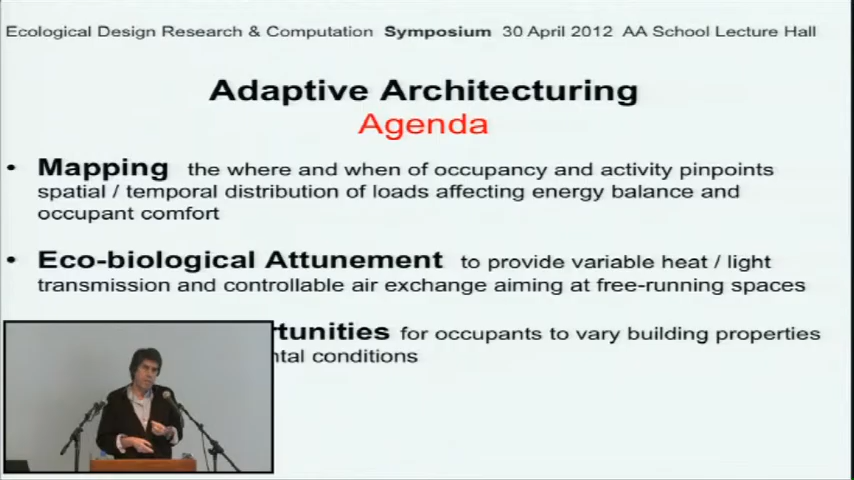 Ecological Design Research & Computation Symposium 30 April 2012 AA School Lecture Hall
Adaptive Architecturing
Agenda
• Mapping the where and when of occupancy and activity pinpoints
spatial / temporal distribution of loads affecting energy balance and
occupant comfort
• Eco-biological Attunement to provide variable heat / light
transmission and controllable air exchange aiming at free-running spaces
for occupants to vary building properties
conditions